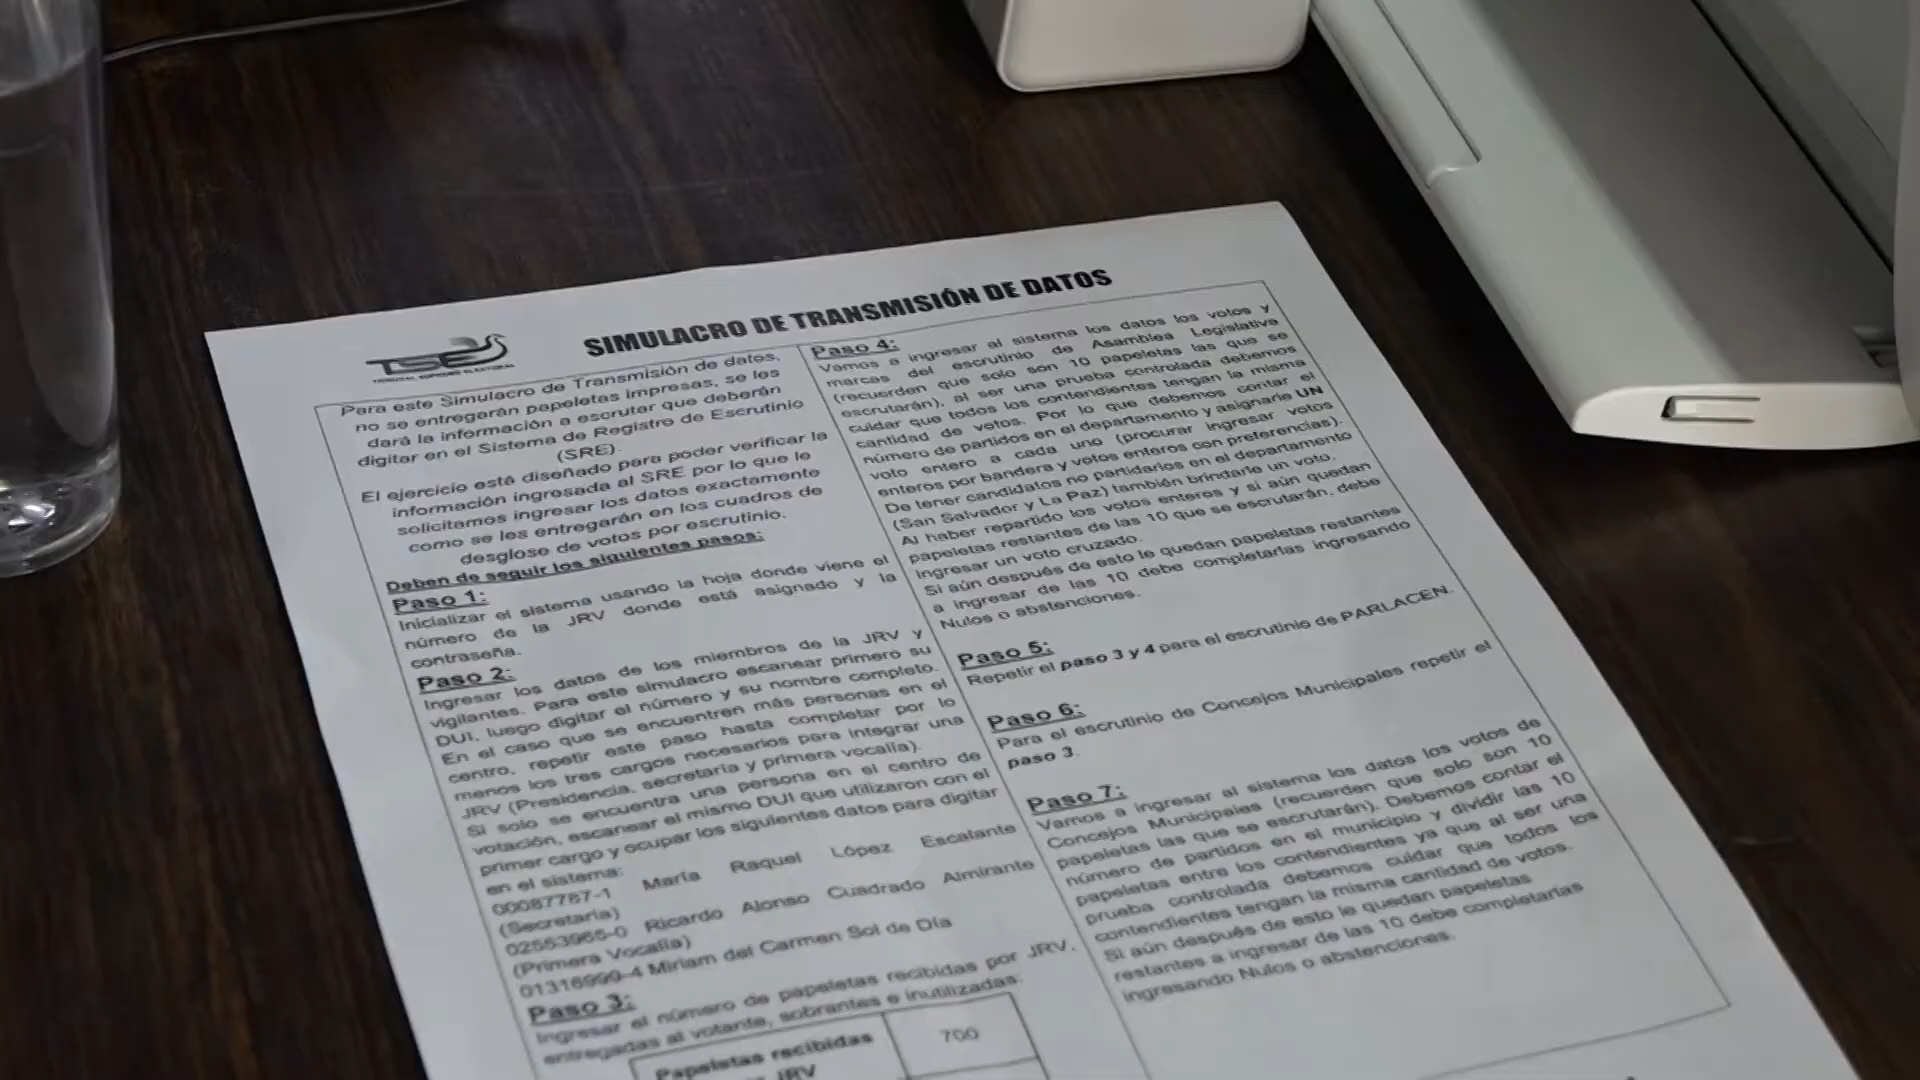 TSE
TRIBUNAL SUPREMO ELECTORAL
SIMULACRO DE TRANSMISIÓN DE DATOS
Para este Simulacro de Transmisión de datos,
no se entregarán papeletas impresas, se les
dará la información a escrutar que deberán
digitar en el Sistema de Registro de Escrutinio
(SRE).
El ejercicio está diseñado para poder verificar la
información ingresada al SRE por lo que le
solicitamos ingresar los datos exactamente
como se les entregarán en los cuadros de
desglose de votos por escrutinio.
Deben de seguir los siguientes pasos:
Paso 1:
Inicializar el sistema usando la hoja donde viene el
número de la JRV donde está asignado y la
contraseña.
Paso 2:
Ingresar los datos de los miembros de la JRV y
vigilantes. Para este simulacro escanear primero su
DUI, luego digitar el número y su nombre completo.
En el caso que se encuentren más personas en el
centro, repetir este paso hasta completar por lo
menos los tres cargos necesarios para integrar una
JRV (Presidencia, secretaria y primera vocalía).
Si solo se encuentra una persona en el centro de
votación, escanear el mismo DUI que utilizaron con el
primer cargo y ocupar los siguientes datos para digitar
en el sistema:
00087787-1 María Raquel López Escalante
(Secretaria)
02553965-0 Ricardo Alonso Cuadrado Almirante
(Primera Vocalía)
01316990-4 Miriam del Carmen Sol de Día
Paso 3:
Ingresar el número de papeletas recibidas por JRV,
entregadas al votante, sobrantes e inutilizadas:
Papeletas recibidas 700
JRV
Paso 4:
Vamos a ingresar al sistema los datos los votos y
marcas del escrutinio de Asamblea Legislativa
(recuerden que solo son 10 papeletas las que se
escrutarán), al ser una prueba controlada debemos
cuidar que todos los contendientes tengan la misma
cantidad de votos. Por lo que debemos contar el
número de partidos en el departamento y asignarle UN
voto entero a cada uno (procurar ingresar votos
enteros por bandera y votos enteros con preferencias).
De tener candidatos no partidarios en el departamento
(San Salvador y La Paz) también brindarle un voto.
Al haber repartido los votos enteros y si aún quedan
papeletas restantes de las 10 que se escrutarán, debe
ingresar un voto cruzado.
Si aún después de esto le quedan papeletas restantes
a ingresar de las 10 debe completarlas ingresando
Nulos o abstenciones.
Paso 5:
Repetir el paso 3 y 4 para el escrutinio de PARLACEN.
Paso 6:
Para el escrutinio de Concejos Municipales repetir el
paso 3.
Paso 7:
Vamos a ingresar al sistema los datos los votos de
Concejos Municipales (recuerden que solo son 10
papeletas las que se escrutarán). Debemos contar el
número de partidos en el municipio y dividir las 10
papeletas entre los contendientes ya que al ser una
prueba controlada debemos cuidar que todos los
contendientes tengan la misma cantidad de votos.
Si aún después de esto le quedan papeletas
restantes a ingresar de las 10 debe completarlas
ingresando Nulos o abstenciones.